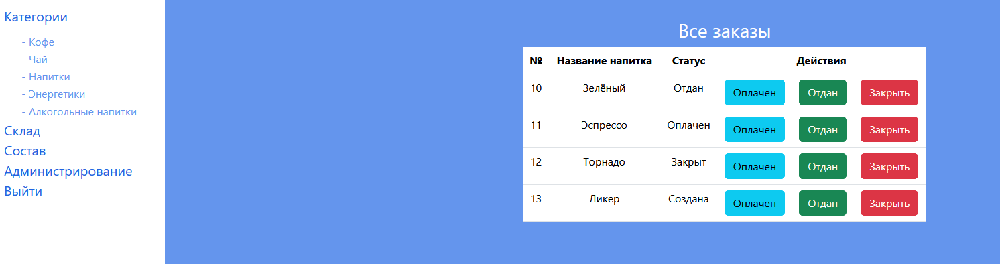 Категории
- Кофе
- Чай
- Напитки
- Энергетики
- Алкогольные напитки
Склад
Состав
Администрирование
Выйти
Все заказы
№ Название напитка Статус Действия
10 Зелёный Отдан Оплачен Отдан Закрыть
11 Эспрессо Оплачен Оплачен Отдан Закрыть
12 Торнадо Закрыт Оплачен Отдан Закрыть
13 Ликер Создана Оплачен Отдан Закрыть